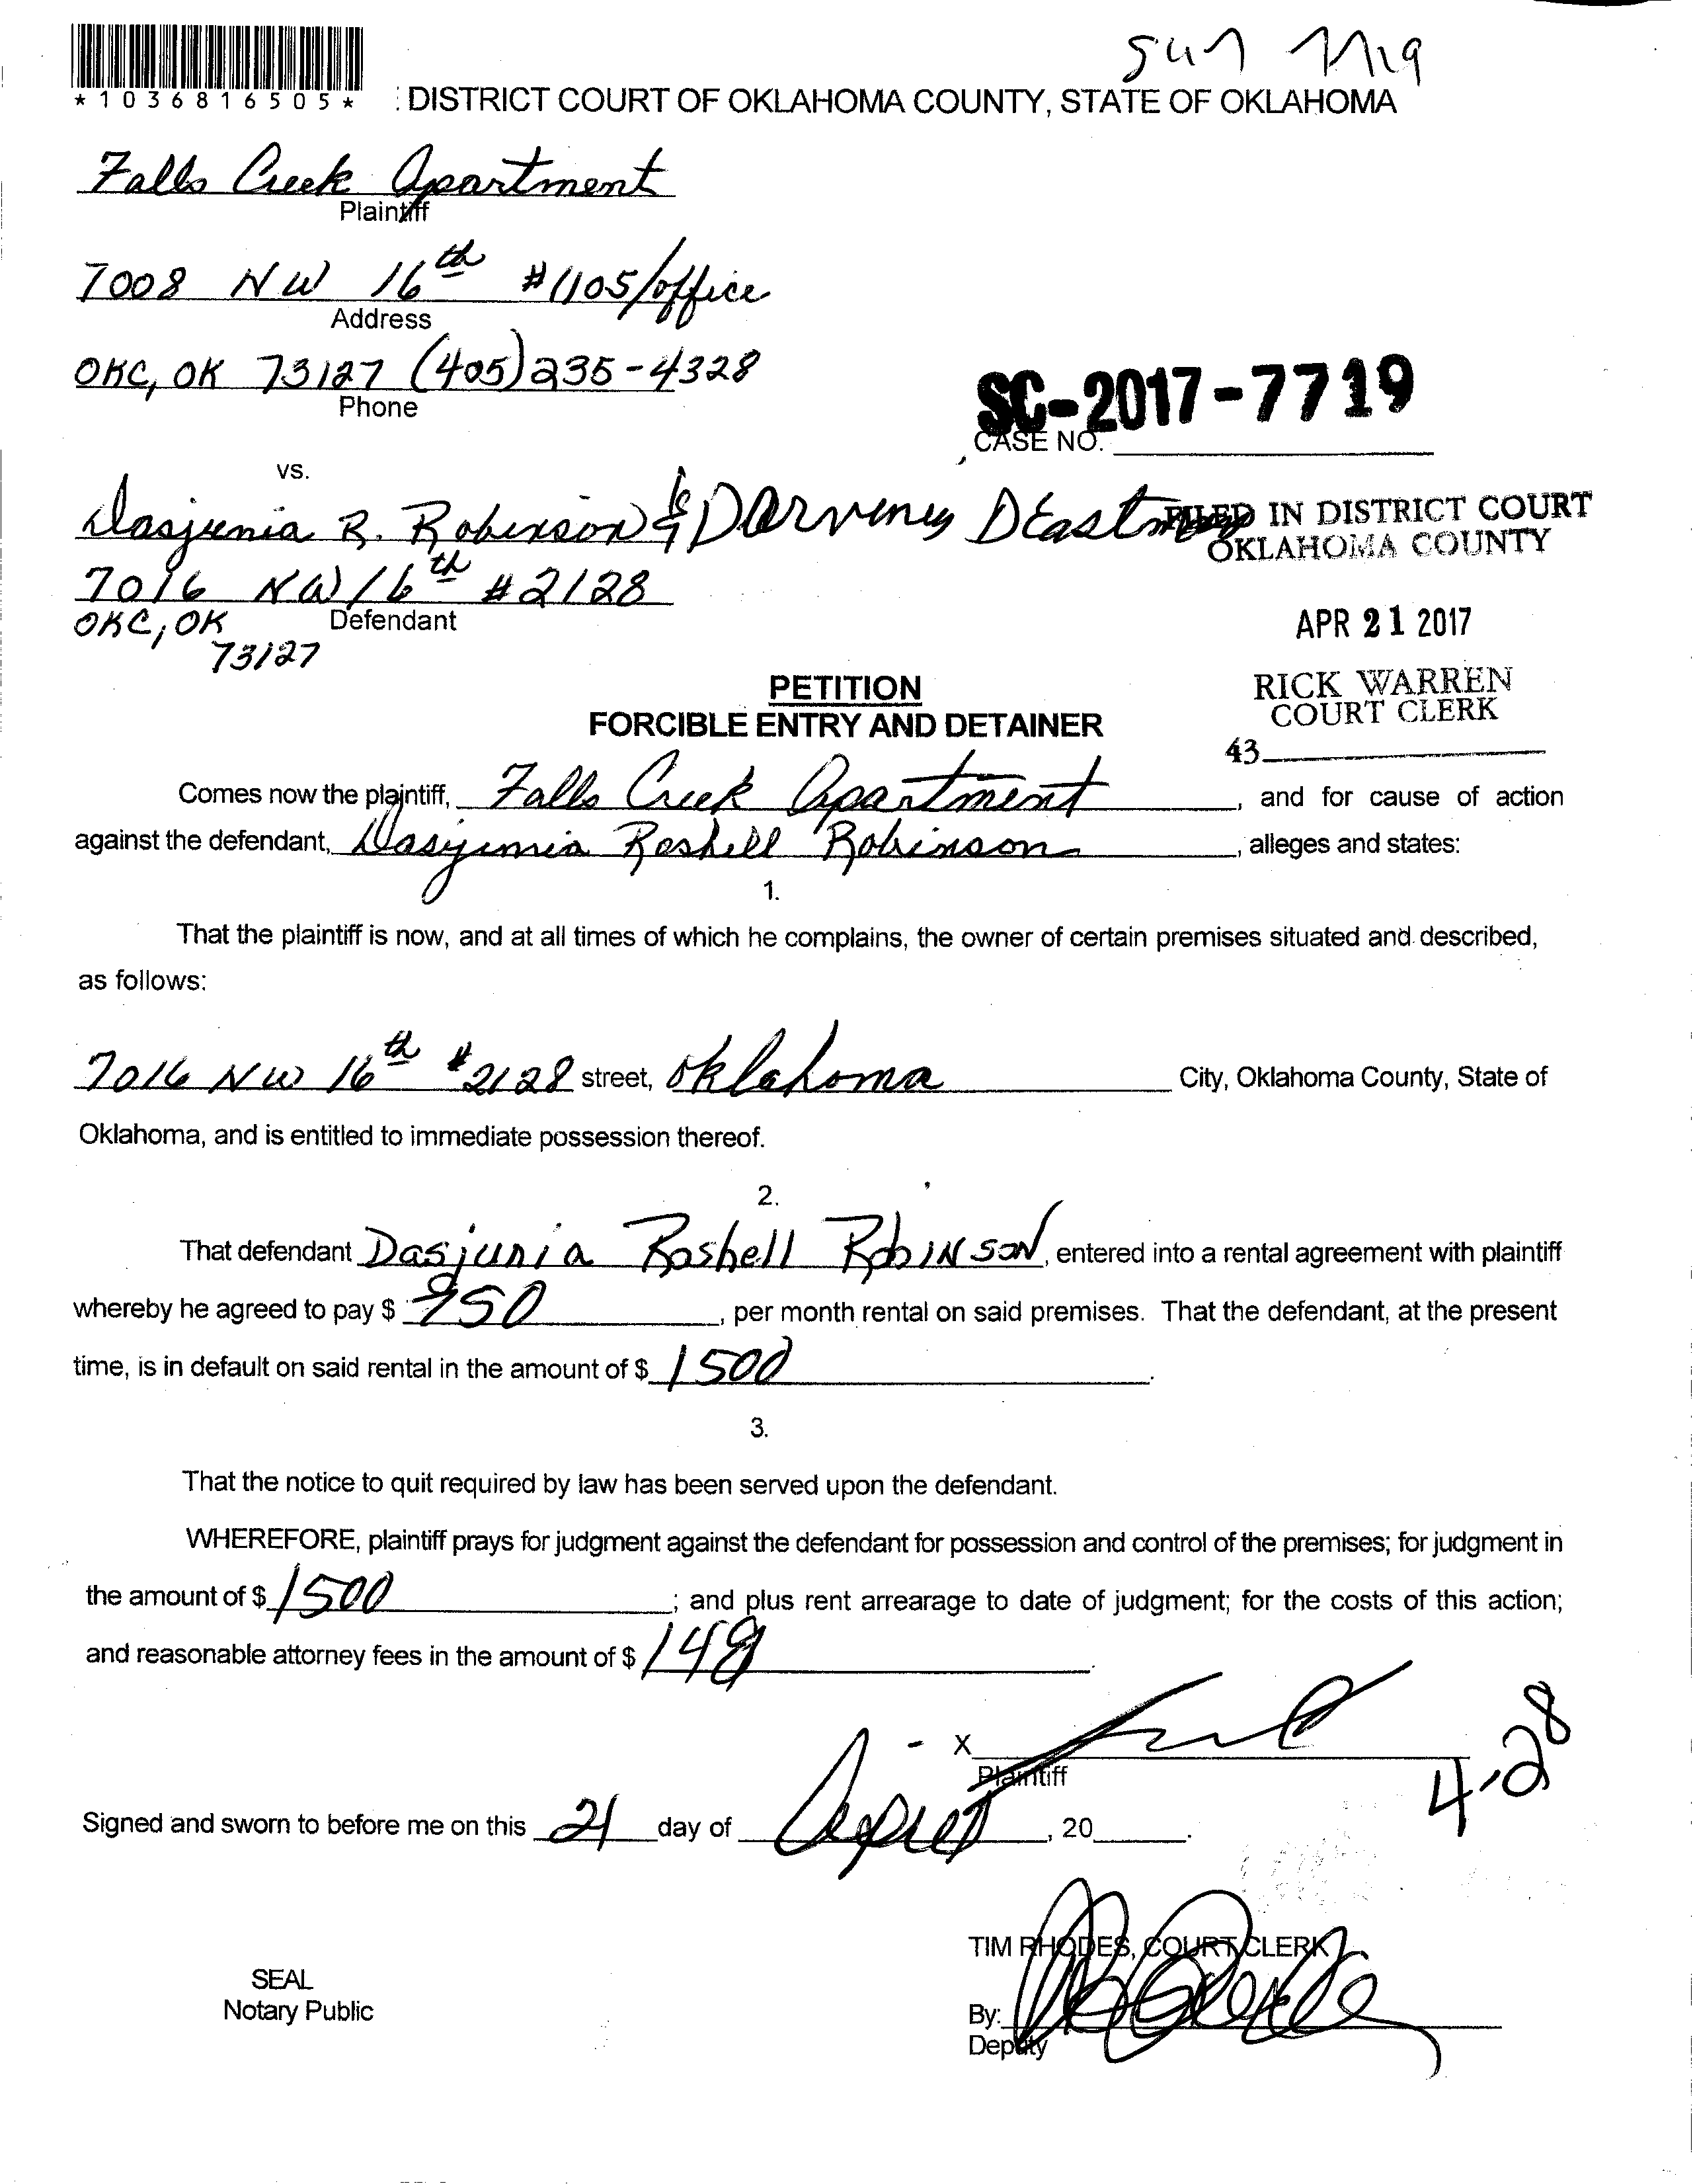 *1036816505*
DISTRICT COURT OF OKLAHOMA COUNTY, STATE OF OKLAHOMA
Falls Creek Apartment
Plaintiff
7008 NW 16th #1105/office
Address
OKC, OK 73127 (405)235-4328
Phone
SC-2017-7719
CASE NO.
vs.
Dasjunia R. Robinson &
FILED IN DISTRICT COURT
OKLAHOMA COUNTY
7016 NW 16th #2128
OKC, OK
Defendant
73127
APR 21 2017
RICK WARREN
COURT CLERK
43
PETITION
FORCIBLE ENTRY AND DETAINER
Comes now the plaintiff, Falls Creek Apartment, and for cause of action
against the defendant, Dasjunia Roshell Robinson, alleges and states:
1.
That the plaintiff is now, and at all times of which he complains, the owner of certain premises situated and described,
as follows:
7016 NW 16th #2128 street, Oklahoma City, Oklahoma County, State of
Oklahoma, and is entitled to immediate possession thereof.
2.
That defendant Dasjunia Roshell Robinson, entered into a rental agreement with plaintiff
whereby he agreed to pay $ , per month rental on said premises. That the defendant, at the present
time, is in default on said rental in the amount of $ 1500.
3.
That the notice to quit required by law has been served upon the defendant.
WHEREFORE, plaintiff prays for judgment against the defendant for possession and control of the premises; for judgment in
the amount of $ 1500; and plus rent arrearage to date of judgment; for the costs of this action;
and reasonable attorney fees in the amount of $ 148.
X
Plaintiff
4-28
Signed and sworn to before me on this 21 day of April, 20 .
TIM RHODES, COURT CLERK
SEAL
Notary Public
By:
Deputy